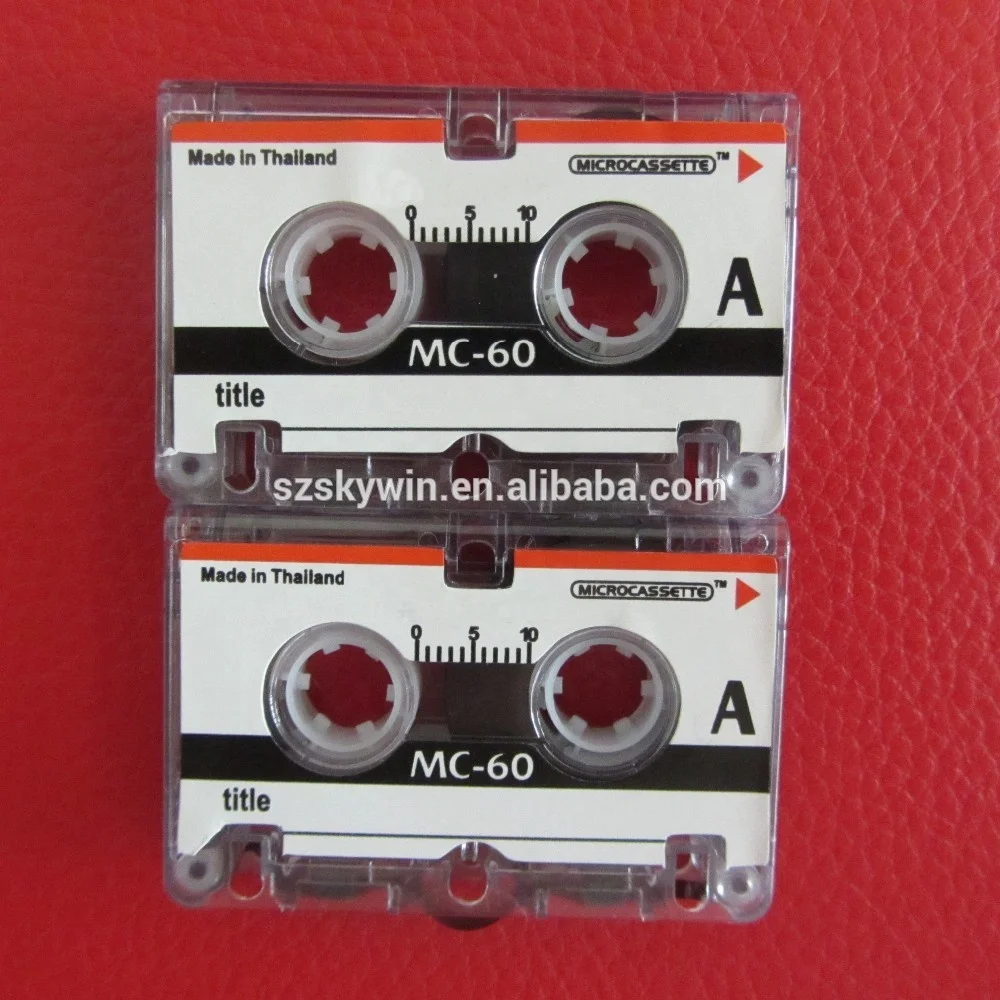 Made in Thailand
MICROCASSETTE™
0 5 10
A
MC-60
title
szskywin.en.alibaba.com
Made in Thailand
MICROCASSETTE™
0 5 10
A
MC-60
title